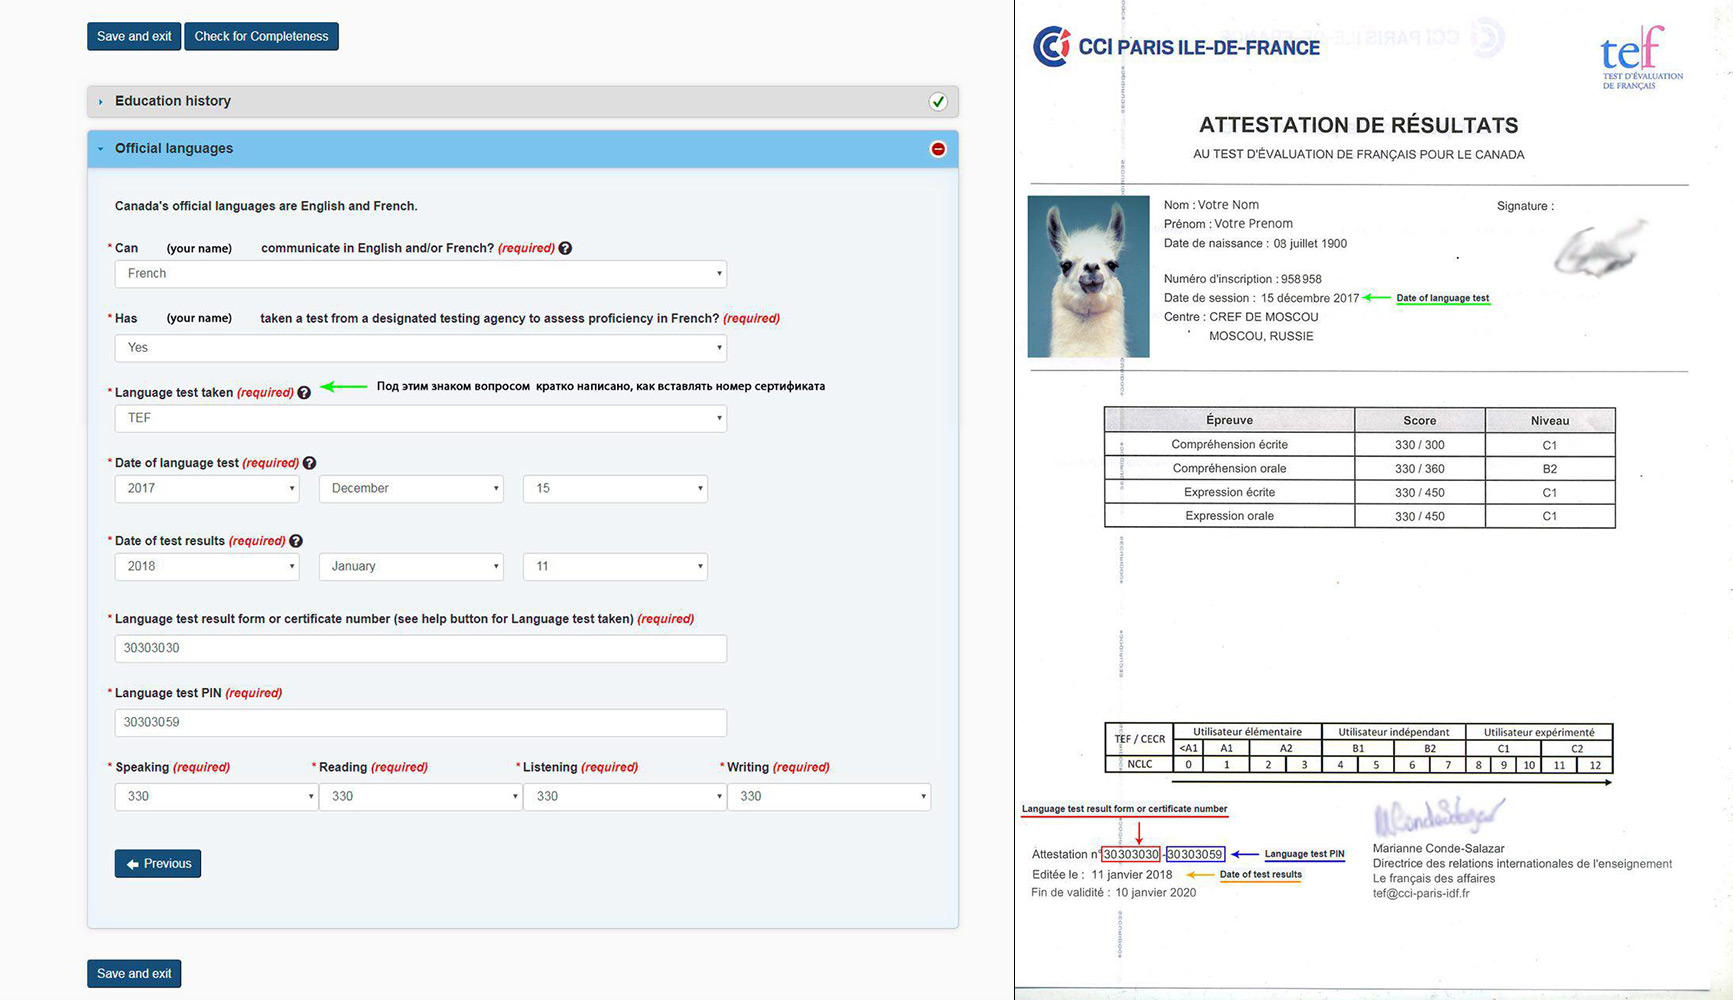 Save and exit
Check for Completeness
Education history
Official languages
Canada's official languages are English and French.
* Can (your name) communicate in English and/or French? (required) ?
French
* Has (your name) taken a test from a designated testing agency to assess proficiency in French? (required)
Yes
* Language test taken (required) ?
Под этим знаком вопросом кратко написано, как вставлять номер сертификата
TEF
* Date of language test (required) ?
2017 December 15
* Date of test results (required) ?
2018 January 11
* Language test result form or certificate number (see help button for Language test taken) (required)
30303030
* Language test PIN (required)
30303059
* Speaking (required) * Reading (required) * Listening (required) * Writing (required)
330 330 330 330
Previous
Save and exit
CCI PARIS ILE-DE-FRANCE
tef
TEST D'ÉVALUATION
DE FRANÇAIS
ATTESTATION DE RÉSULTATS
AU TEST D'ÉVALUATION DE FRANÇAIS POUR LE CANADA
Nom : Votre Nom
Signature :
Prénom : Votre Prenom
Date de naissance : 08 juillet 1900
Numéro d'inscription : 958958
Date de session : 15 décembre 2017 Date of language test
Centre : CREF DE MOSCOU
MOSCOU, RUSSIE
Épreuve Score Niveau
Compréhension écrite 330 / 300 C1
Compréhension orale 330 / 360 B2
Expression écrite 330 / 450 C1
Expression orale 330 / 450 C1
TEF / CECR Utilisateur élémentaire Utilisateur indépendant Utilisateur expérimenté
<A1 A1 A2 B1 B2 C1 C2
NCLC 0 1 2 3 4 5 6 7 8 9 10 11 12
Language test result form or certificate number
Attestation n° 30303030 - 30303059 Language test PIN
Editée le : 11 janvier 2018 Date of test results
Fin de validité : 10 janvier 2020
Marianne Conde-Salazar
Directrice des relations internationales de l'enseignement
Le français des affaires
tef@cci-paris-idf.fr